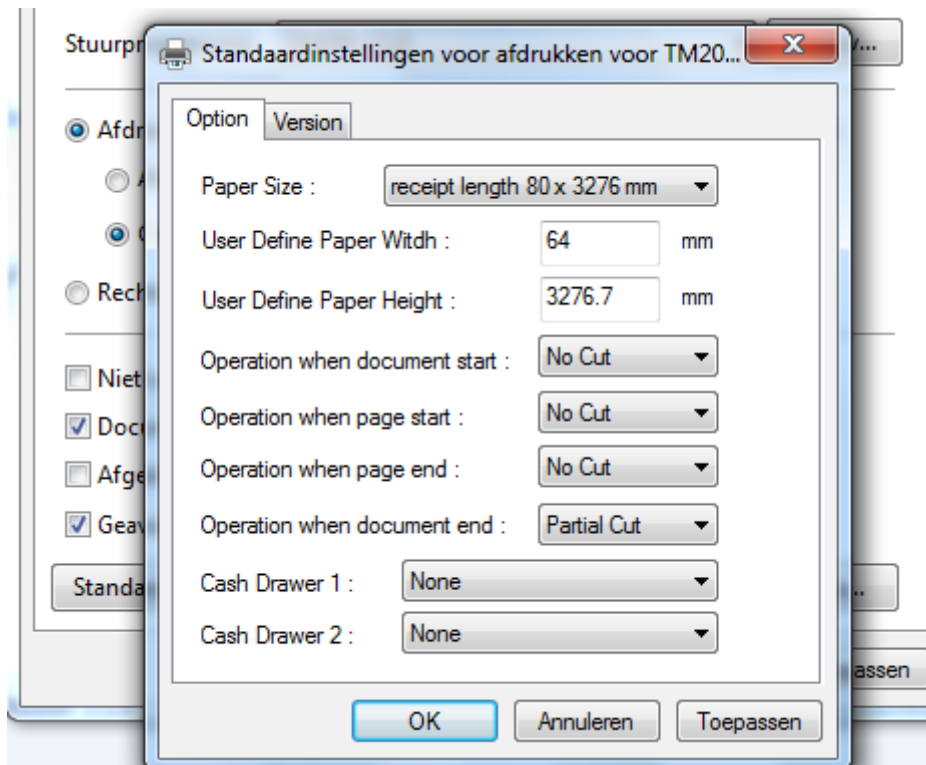 Stuurpr
Standaardinstellingen voor afdrukken voor TM20...
Option
Version
Afdr
Paper Size :
receipt length 80 x 3276 mm
User Define Paper Witdh :
64
mm
Rech
User Define Paper Height :
3276.7
mm
Operation when document start :
No Cut
Niet
Operation when page start :
No Cut
Docu
Operation when page end :
No Cut
Afge
Operation when document end :
Partial Cut
Geav
Cash Drawer 1 :
None
Standa
Cash Drawer 2 :
None
assen
OK
Annuleren
Toepassen